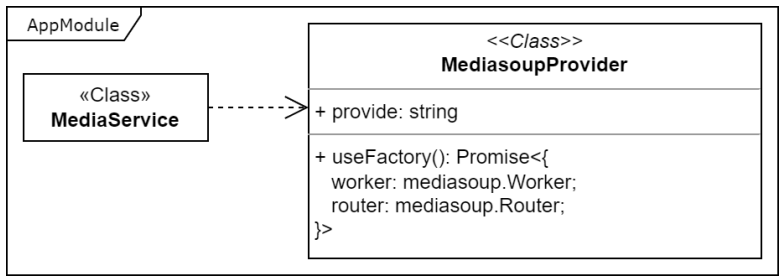 AppModule
«Class»
MediaService
<<Class>>
MediasoupProvider
+ provide: string
+ useFactory(): Promise<{
worker: mediasoup.Worker;
router: mediasoup.Router;
}>